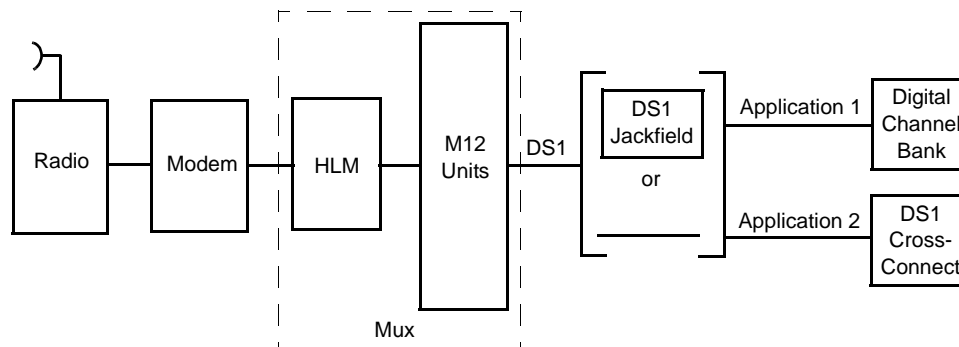 Radio
Modem
HLM
M12
Units
Mux
DS1
DS1
Jackfield
or
Application 1
Digital
Channel
Bank
Application 2
DS1
Cross-
Connect